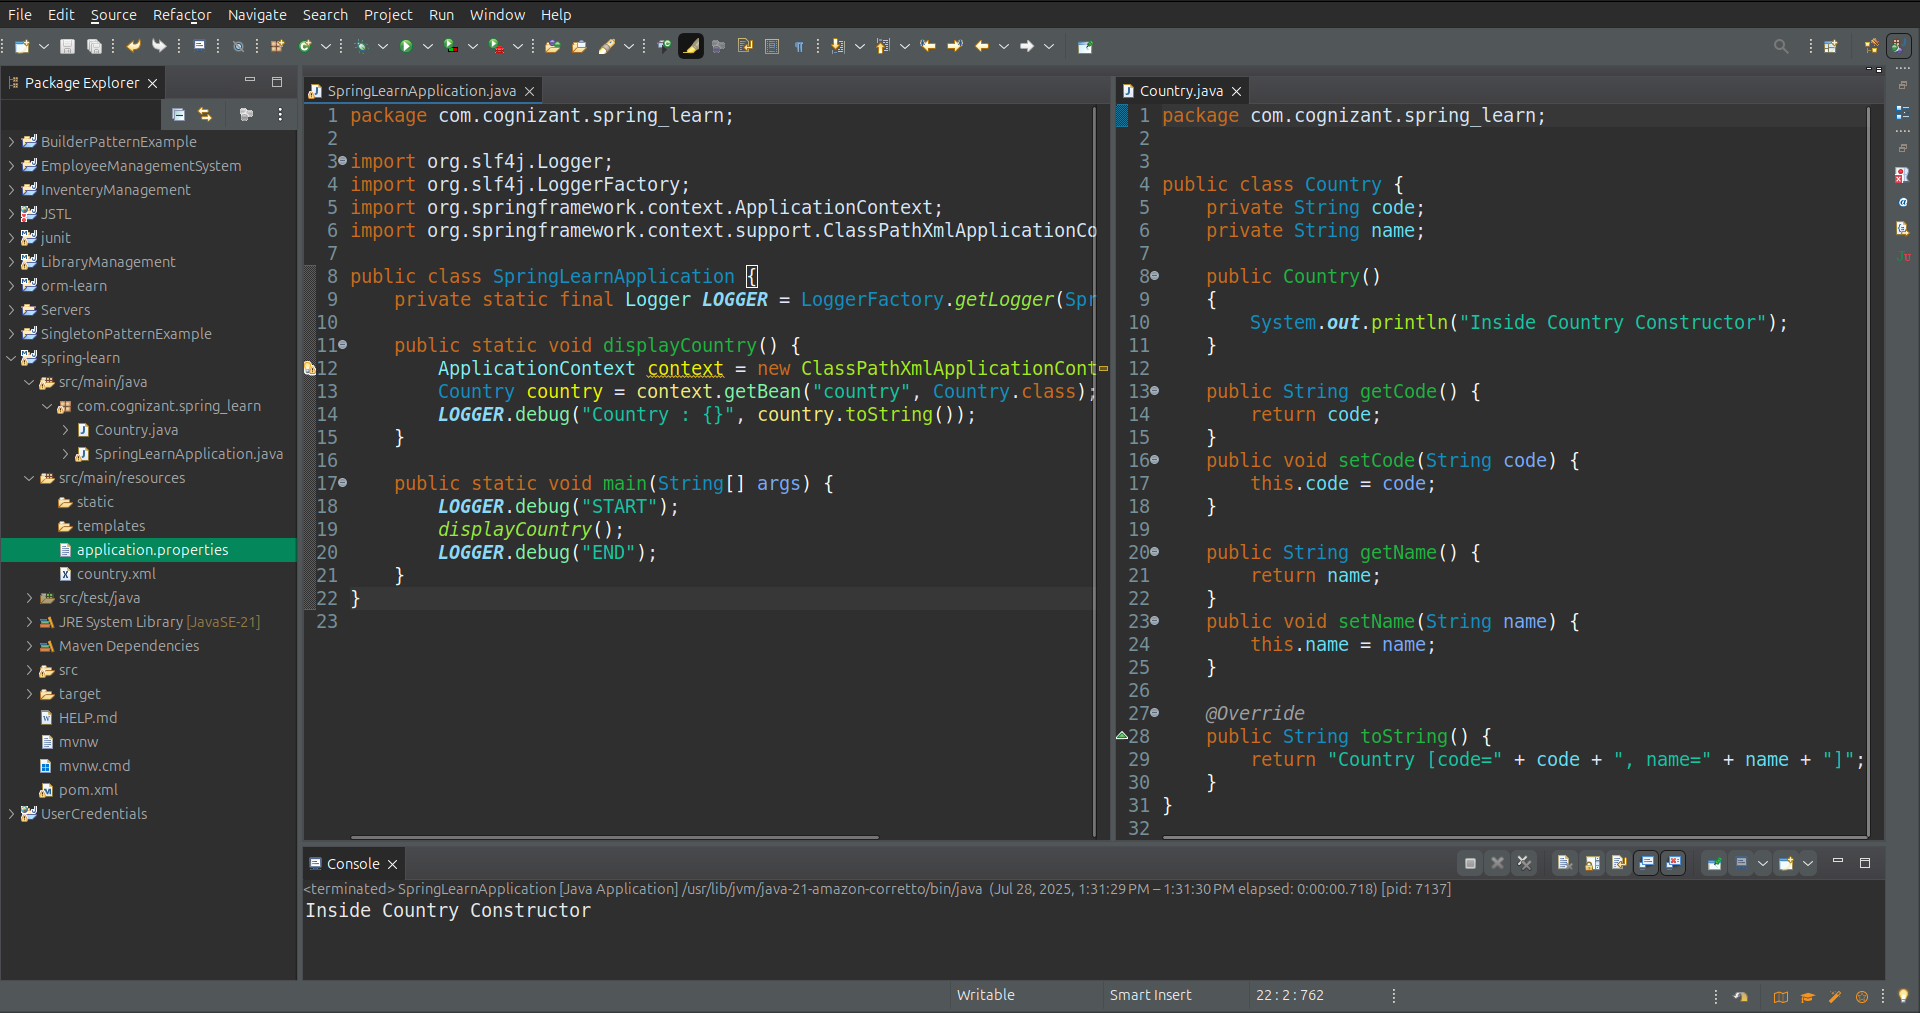 File Edit Source Refactor Navigate Search Project Run Window Help
Package Explorer
BuilderPatternExample
EmployeeManagementSystem
InventeryManagement
JSTL
junit
LibraryManagement
orm-learn
Servers
SingletonPatternExample
spring-learn
src/main/java
com.cognizant.spring_learn
Country.java
SpringLearnApplication.java
src/main/resources
static
templates
application.properties
country.xml
src/test/java
JRE System Library [JavaSE-21]
Maven Dependencies
src
target
HELP.md
mvnw
mvnw.cmd
pom.xml
UserCredentials
SpringLearnApplication.java
1 package com.cognizant.spring_learn;
2
3 import org.slf4j.Logger;
4 import org.slf4j.LoggerFactory;
5 import org.springframework.context.ApplicationContext;
6 import org.springframework.context.support.ClassPathXmlApplicationCo
7
8 public class SpringLearnApplication {
9 private static final Logger LOGGER = LoggerFactory.getLogger(Spr
10
11 public static void displayCountry() {
12 ApplicationContext context = new ClassPathXmlApplicationCont
13 Country country = context.getBean("country", Country.class);
14 LOGGER.debug("Country : {}", country.toString());
15 }
16
17 public static void main(String[] args) {
18 LOGGER.debug("START");
19 displayCountry();
20 LOGGER.debug("END");
21 }
22 }
23
Country.java
1 package com.cognizant.spring_learn;
2
3
4 public class Country {
5 private String code;
6 private String name;
7
8 public Country()
9 {
10 System.out.println("Inside Country Constructor");
11 }
12
13 public String getCode() {
14 return code;
15 }
16 public void setCode(String code) {
17 this.code = code;
18 }
19
20 public String getName() {
21 return name;
22 }
23 public void setName(String name) {
24 this.name = name;
25 }
26
27 @Override
28 public String toString() {
29 return "Country [code=" + code + ", name=" + name + "]";
30 }
31 }
32
Console
<terminated> SpringLearnApplication [Java Application] /usr/lib/jvm/java-21-amazon-corretto/bin/java (Jul 28, 2025, 1:31:29 PM – 1:31:30 PM elapsed: 0:00:00.718) [pid: 7137]
Inside Country Constructor
Writable Smart Insert 22 : 2 : 762